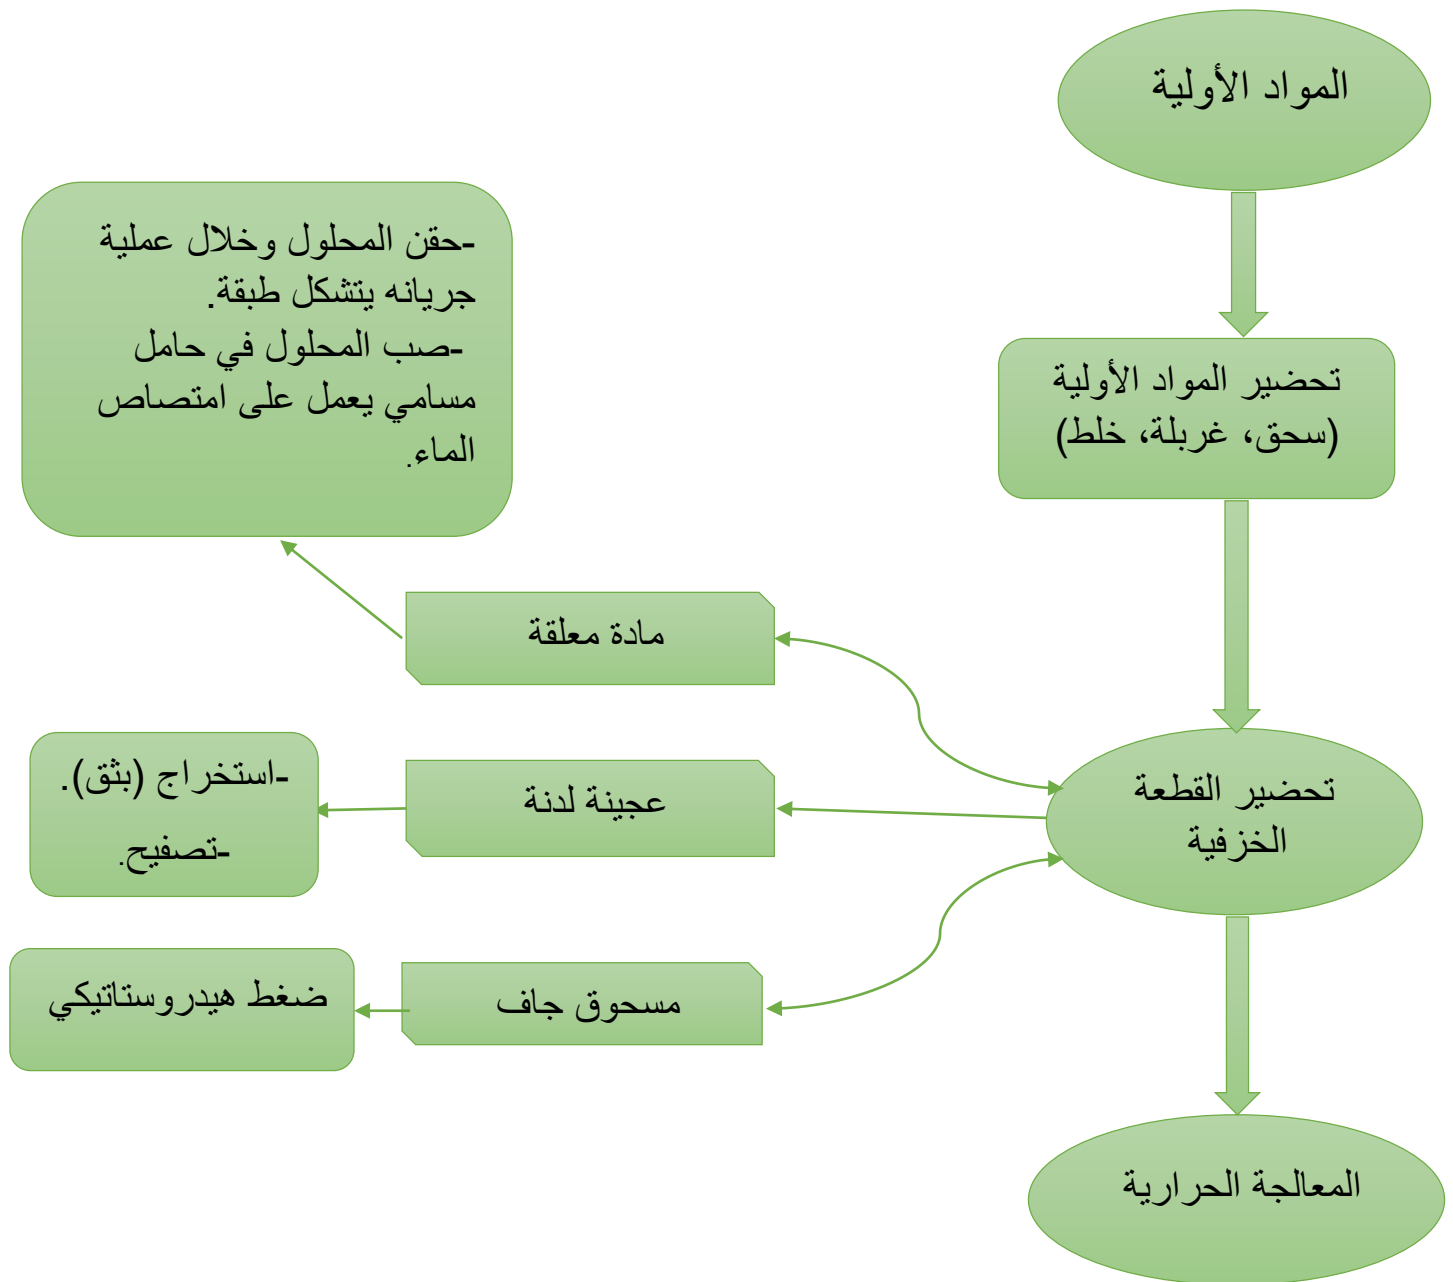 المواد الأولية
تحضير المواد الأولية
(سحق، غربلة، خلط)
-حقن المحلول وخلال عملية
جريانه يتشكل طبقة.
-صب المحلول في حامل
مسامي يعمل على امتصاص
الماء.
مادة معلقة
تحضير القطعة
الخزفية
عجينة لدنة
-استخراج (بثق).
-تصفيح.
مسحوق جاف
ضغط هيدروستاتيكي
المعالجة الحرارية